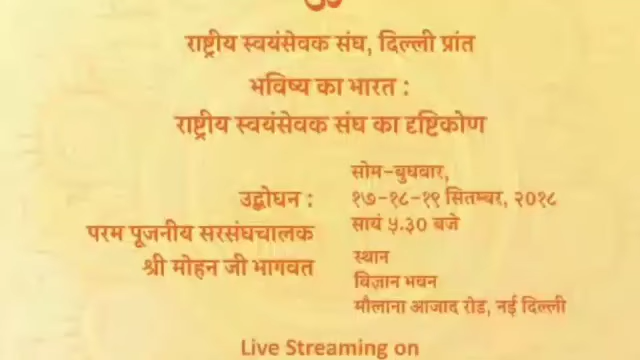 ॐ
राष्ट्रीय स्वयंसेवक संघ, दिल्ली प्रांत
भविष्य का भारत :
राष्ट्रीय स्वयंसेवक संघ का दृष्टिकोण
उद्बोधन :
परम पूजनीय सरसंघचालक
श्री मोहन जी भागवत
सोम-बुधवार,
१७-१८-१९ सितम्बर, २०१८
सायं ५.३० बजे
स्थान
विज्ञान भवन
मौलाना आजाद रोड, नई दिल्ली
Live Streaming on